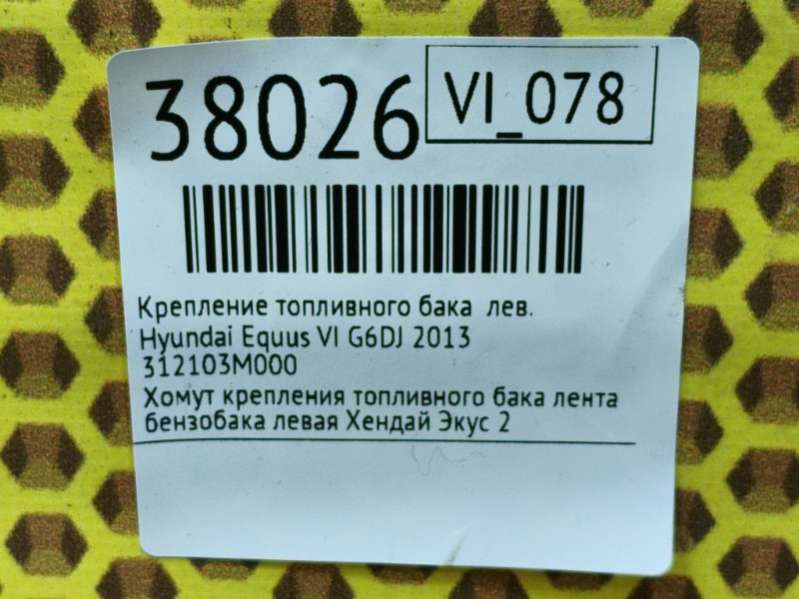 38026
VI_078
Крепление топливного бака лев.
Hyundai Equus VI G6DJ 2013
312103M000
Хомут крепления топливного бака лента
бензобака левая Хендай Экус 2